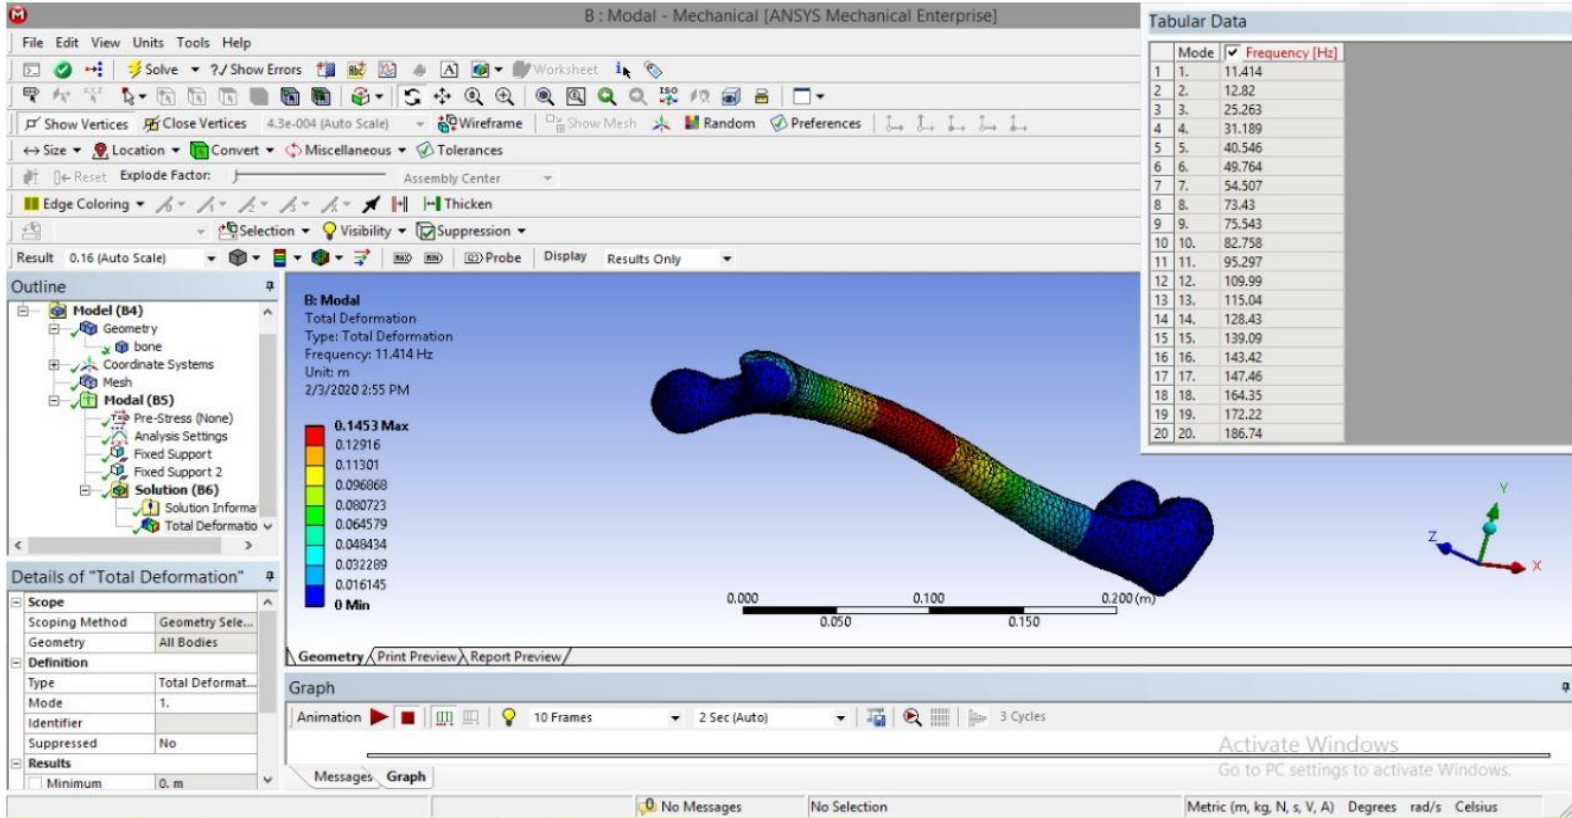 B : Modal - Mechanical [ANSYS Mechanical Enterprise]
File Edit View Units Tools Help
Solve ?✓ Show Errors Worksheet
Show Vertices Close Vertices 4.3e-004 (Auto Scale) Wireframe Show Mesh Random Preferences
Size Location Convert Miscellaneous Tolerances
Reset Explode Factor: Assembly Center
Edge Coloring Thicken
Selection Visibility Suppression
Result 0.16 (Auto Scale) Probe Display Results Only
Outline
Model (B4)
Geometry
bone
Coordinate Systems
Mesh
Modal (B5)
Pre-Stress (None)
Analysis Settings
Fixed Support
Fixed Support 2
Solution (B6)
Solution Informa
Total Deformatio
Details of "Total Deformation"
Scope
Scoping Method Geometry Sele...
Geometry All Bodies
Definition
Type Total Deformat...
Mode 1.
Identifier
Suppressed No
Results
Minimum 0. m
B: Modal
Total Deformation
Type: Total Deformation
Frequency: 11.414 Hz
Unit: m
2/3/2020 2:55 PM
0.1453 Max
0.12916
0.11301
0.096868
0.080723
0.064579
0.048434
0.032289
0.016145
0 Min
0.000 0.100 0.200 (m)
0.050 0.150
Y
Z
X
Geometry Print Preview Report Preview
Graph
Animation 10 Frames 2 Sec (Auto) 3 Cycles
Messages Graph
Activate Windows
Go to PC settings to activate Windows.
No Messages No Selection Metric (m, kg, N, s, V, A) Degrees rad/s Celsius
Tabular Data
Mode Frequency [Hz]
1 1. 11.414
2 2. 12.82
3 3. 25.263
4 4. 31.189
5 5. 40.546
6 6. 49.764
7 7. 54.507
8 8. 73.43
9 9. 75.543
10 10. 82.758
11 11. 95.297
12 12. 109.99
13 13. 115.04
14 14. 128.43
15 15. 139.09
16 16. 143.42
17 17. 147.46
18 18. 164.35
19 19. 172.22
20 20. 186.74